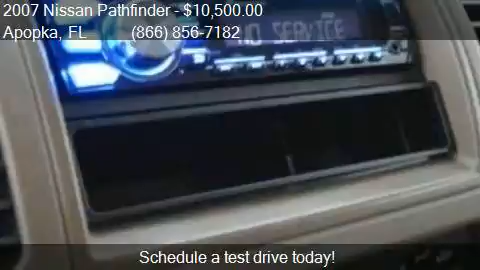 2007 Nissan Pathfinder - $10,500.00
Apopka, FL (866) 856-7182
NO SERVICE
Schedule a test drive today!